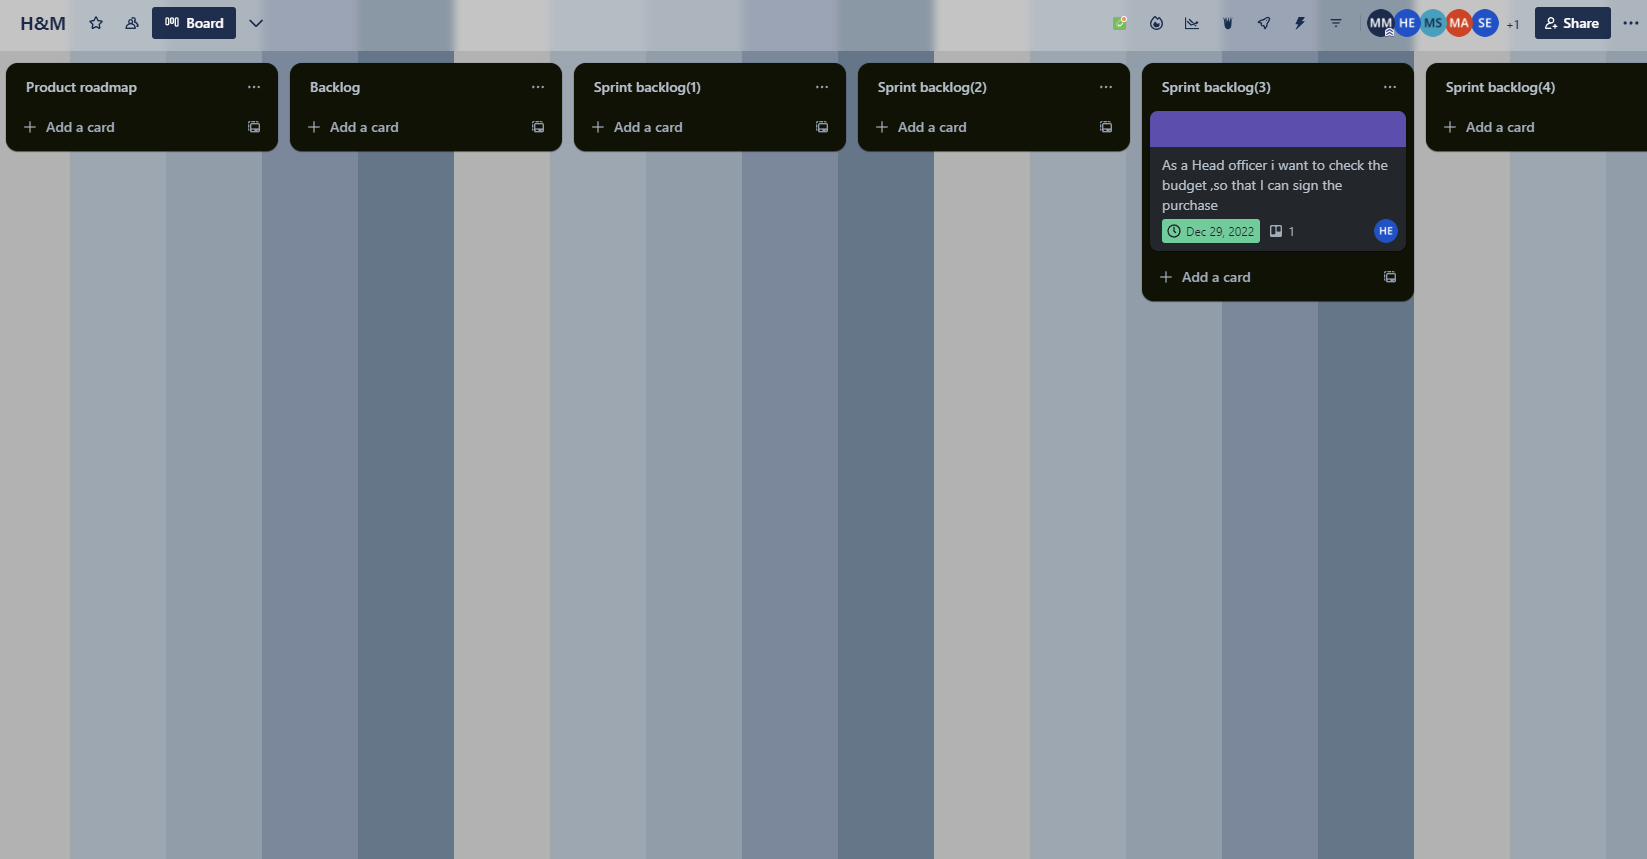 H&M
Board
MM HE MS MA SE +1
Share
Product roadmap
Add a card
Backlog
Add a card
Sprint backlog(1)
Add a card
Sprint backlog(2)
Add a card
Sprint backlog(3)
As a Head officer i want to check the
budget ,so that I can sign the
purchase
Dec 29, 2022
1
HE
Add a card
Sprint backlog(4)
Add a card